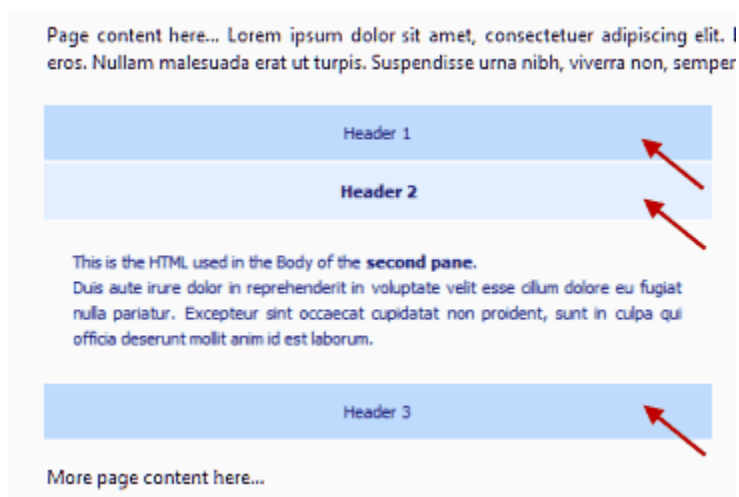 Page content here... Lorem ipsum dolor sit amet, consectetuer adipiscing elit.
eros. Nullam malesuada erat ut turpis. Suspendisse urna nibh, viverra non, semper
Header 1
Header 2
This is the HTML used in the Body of the second pane.
Duis aute irure dolor in reprehenderit in voluptate velit esse cillum dolore eu fugiat
nulla pariatur. Excepteur sint occaecat cupidatat non proident, sunt in culpa qui
officia deserunt mollit anim id est laborum.
Header 3
More page content here...